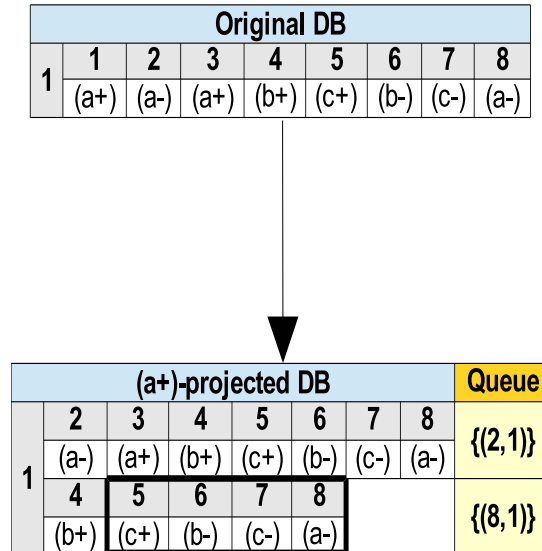 Original DB
1 2 3 4 5 6 7 8
1
(a+) (a-) (a+) (b+) (c+) (b-) (c-) (a-)
(a+)-projected DB Queue
2 3 4 5 6 7 8
(a-) (a+) (b+) (c+) (b-) (c-) (a-) {(2,1)}
1
4 5 6 7 8
(b+) (c+) (b-) (c-) (a-) {(8,1)}